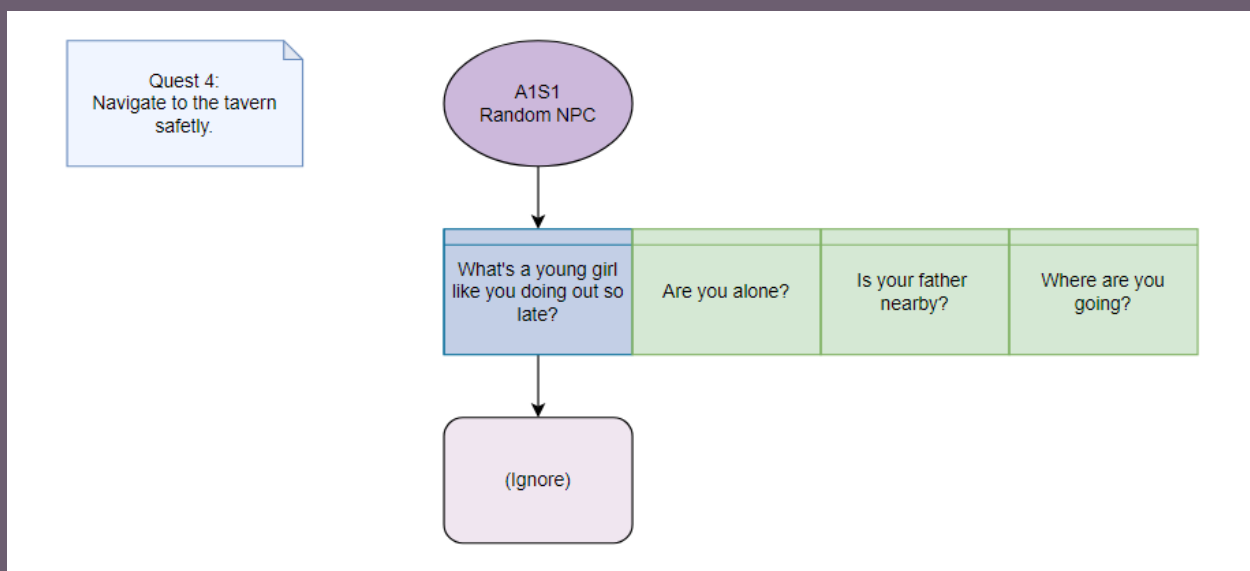 Quest 4:
Navigate to the tavern
safetly.
A1S1
Random NPC
What's a young girl
like you doing out so
late?
Are you alone?
Is your father
nearby?
Where are you
going?
(Ignore)